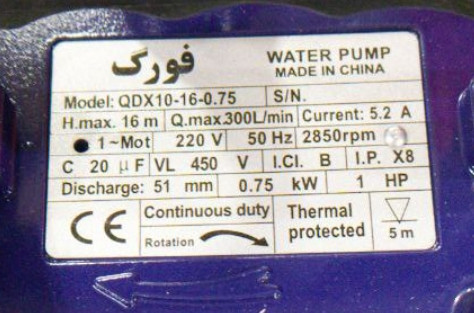 فورگ
WATER PUMP
MADE IN CHINA
Model: QDX10-16-0.75 S/N.
H.max. 16 m Q.max.300L/min Current: 5.2 A
1~Mot 220 V 50 Hz 2850rpm
C 20 μF VL 450 V I.Cl. B I.P. X8
Discharge: 51 mm 0.75 kW 1 HP
CE Continuous duty Thermal protected
Rotation 5 m